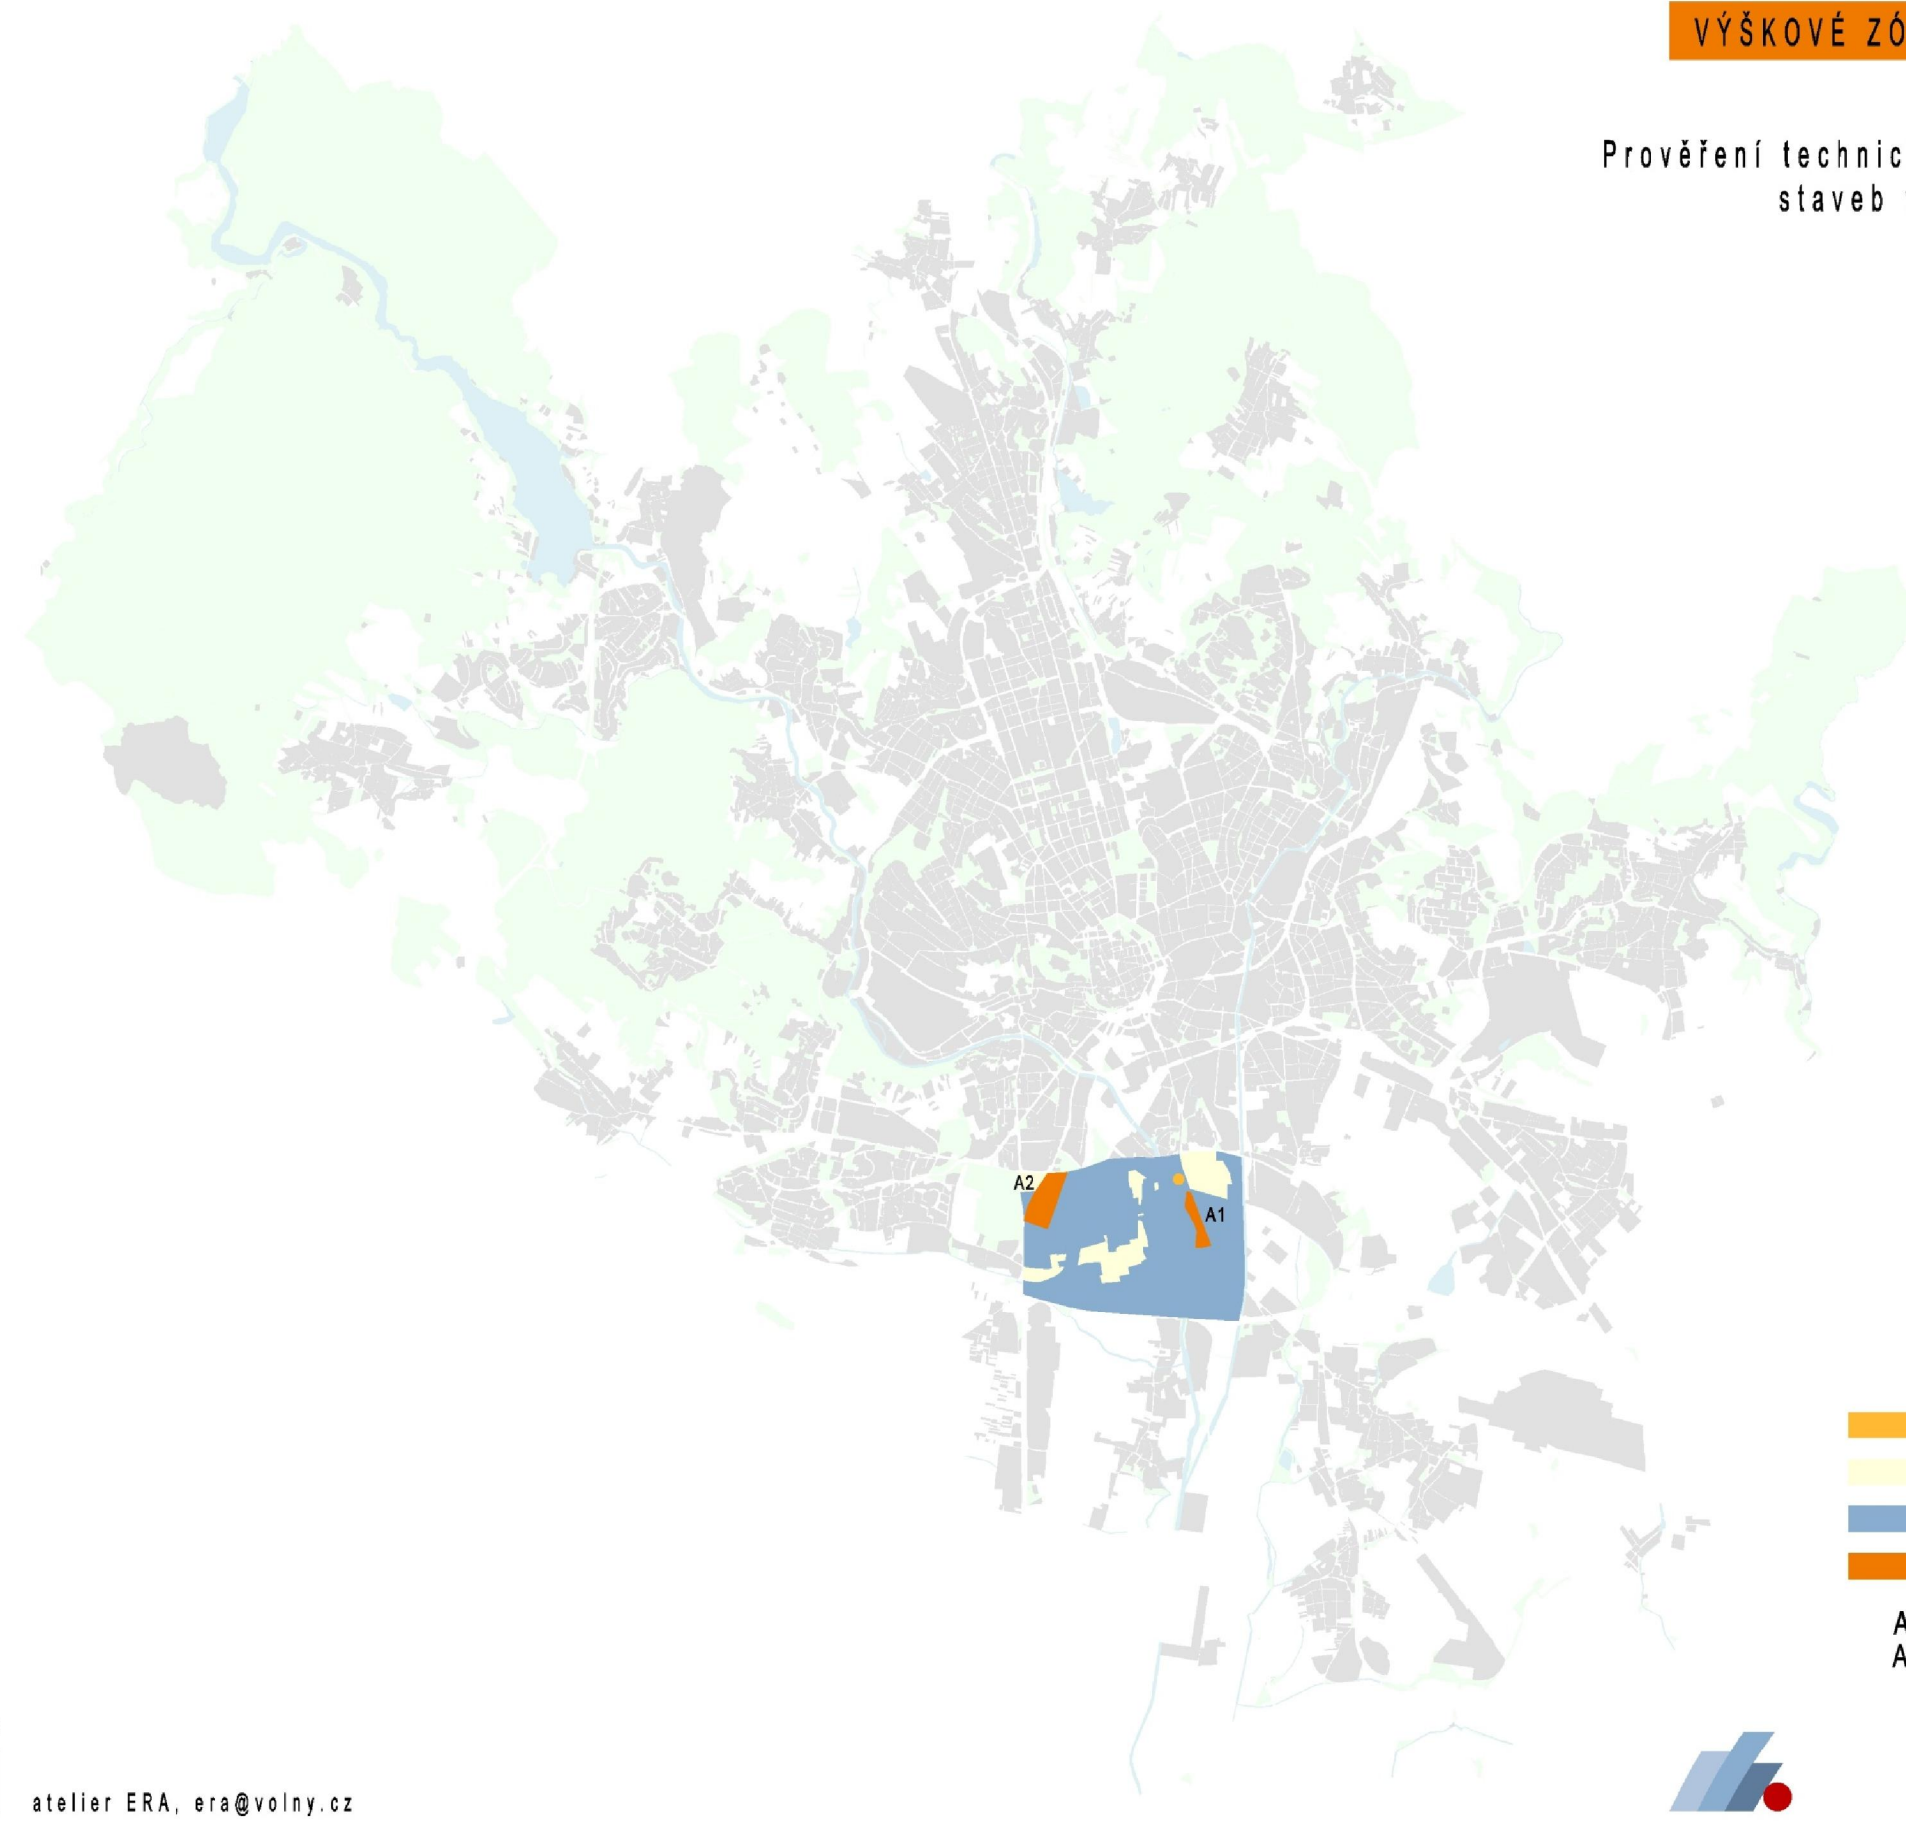 VÝŠKOVÉ ZÓ
Prověření technic
staveb
A2
A1
A
A
atelier ERA, era@volny.cz